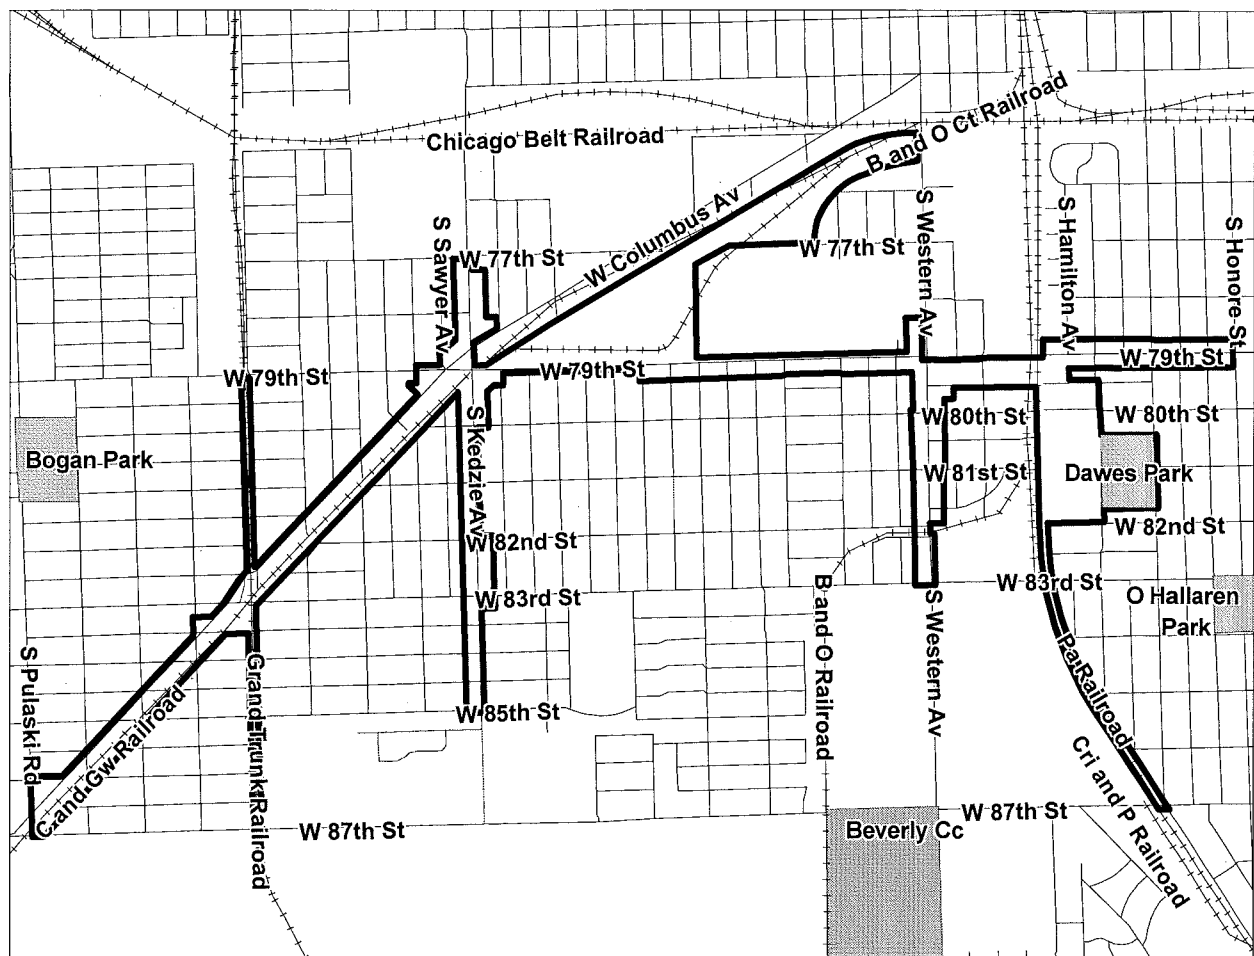 Chicago Belt Railroad
B and O Ct Railroad
W Columbus Av
S Sawyer Av
W 77th St
W 77th St
S Western Av
S Hamilton Av
S Honore St
W 79th St
W 79th St
W 79th St
S Kedzie Av
W 80th St
W 80th St
Bogan Park
W 81st St
Dawes Park
W 82nd St
W 82nd St
W 83rd St
W 83rd St
O Hallaren
Park
B and O Railroad
S Western Av
Pa Railroad
S Pulaski Rd
C and Gw Railroad
Grand Trunk Railroad
W 85th St
Cri and P Railroad
W 87th St
Beverly Cc
W 87th St